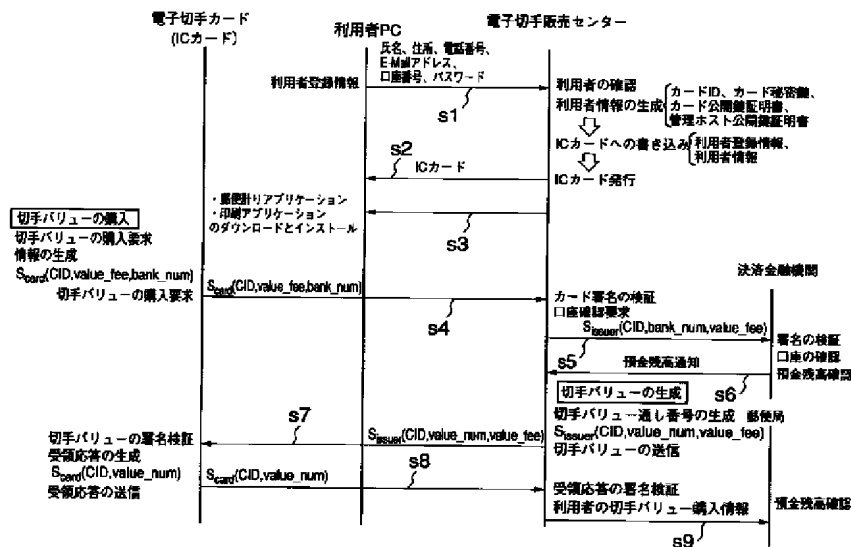 電子切手カード
(ICカード)
利用者PC
電子切手販売センター
氏名、住所、電話番号、
E-Mailアドレス、
口座番号、パスワード
利用者登録情報
s1
利用者の確認
利用者情報の生成
カードID、カード秘密鍵、
カード公開鍵証明書、
管理ホスト公開鍵証明書
s2
ICカード
ICカードへの書き込み
利用者登録情報、
利用者情報
ICカード発行
・郵便計りアプリケーション
・印刷アプリケーション
のダウンロードとインストール
s3
切手バリューの購入
切手バリューの購入要求
情報の生成
Scard(CID,value_fee,bank_num)
切手バリューの購入要求
Scard(CID,value_fee,bank_num)
s4
決済金融機関
カード署名の検証
口座確認要求
Sissuer(CID,bank_num,value_fee)
s5
署名の検証
口座の確認
預金残高通知
預金残高確認
s6
切手バリューの生成
s7
切手バリュー通し番号の生成 郵便局
Sissuer(CID,value_num,value_fee)
切手バリューの送信
切手バリューの署名検証
Sissuer(CID,value_num,value_fee)
受領応答の生成
Scard(CID,value_num)
受領応答の送信
Scard(CID,value_num)
s8
受領応答の署名検証
利用者の切手バリュー購入情報
預金残高確認
s9